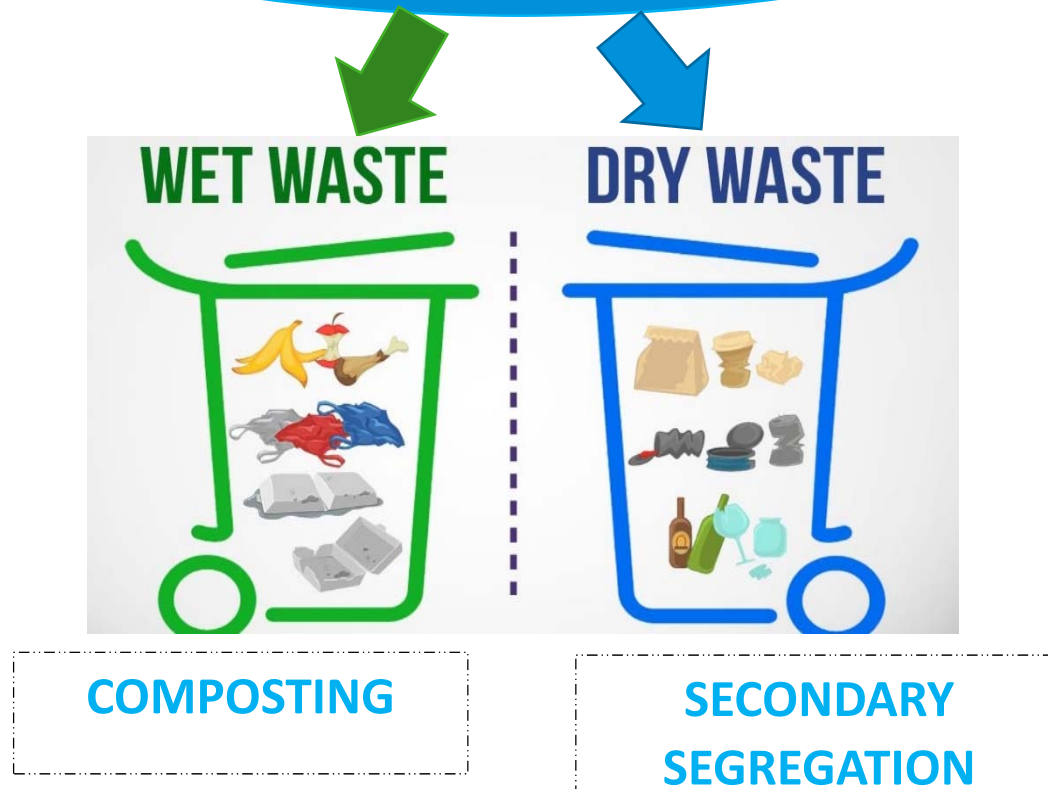 WET WASTE
DRY WASTE
COMPOSTING
SECONDARY
SEGREGATION